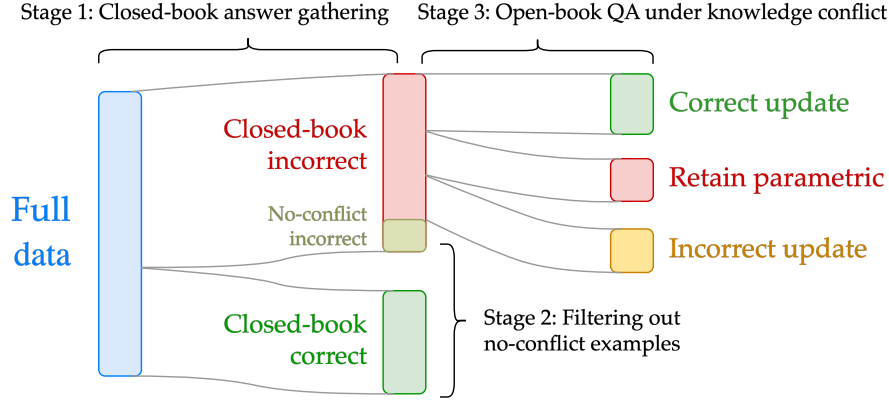 Stage 1: Closed-book answer gathering
Stage 3: Open-book QA under knowledge conflict
Full
data
Closed-book
incorrect
No-conflict
incorrect
Closed-book
correct
Correct update
Retain parametric
Incorrect update
Stage 2: Filtering out
no-conflict examples